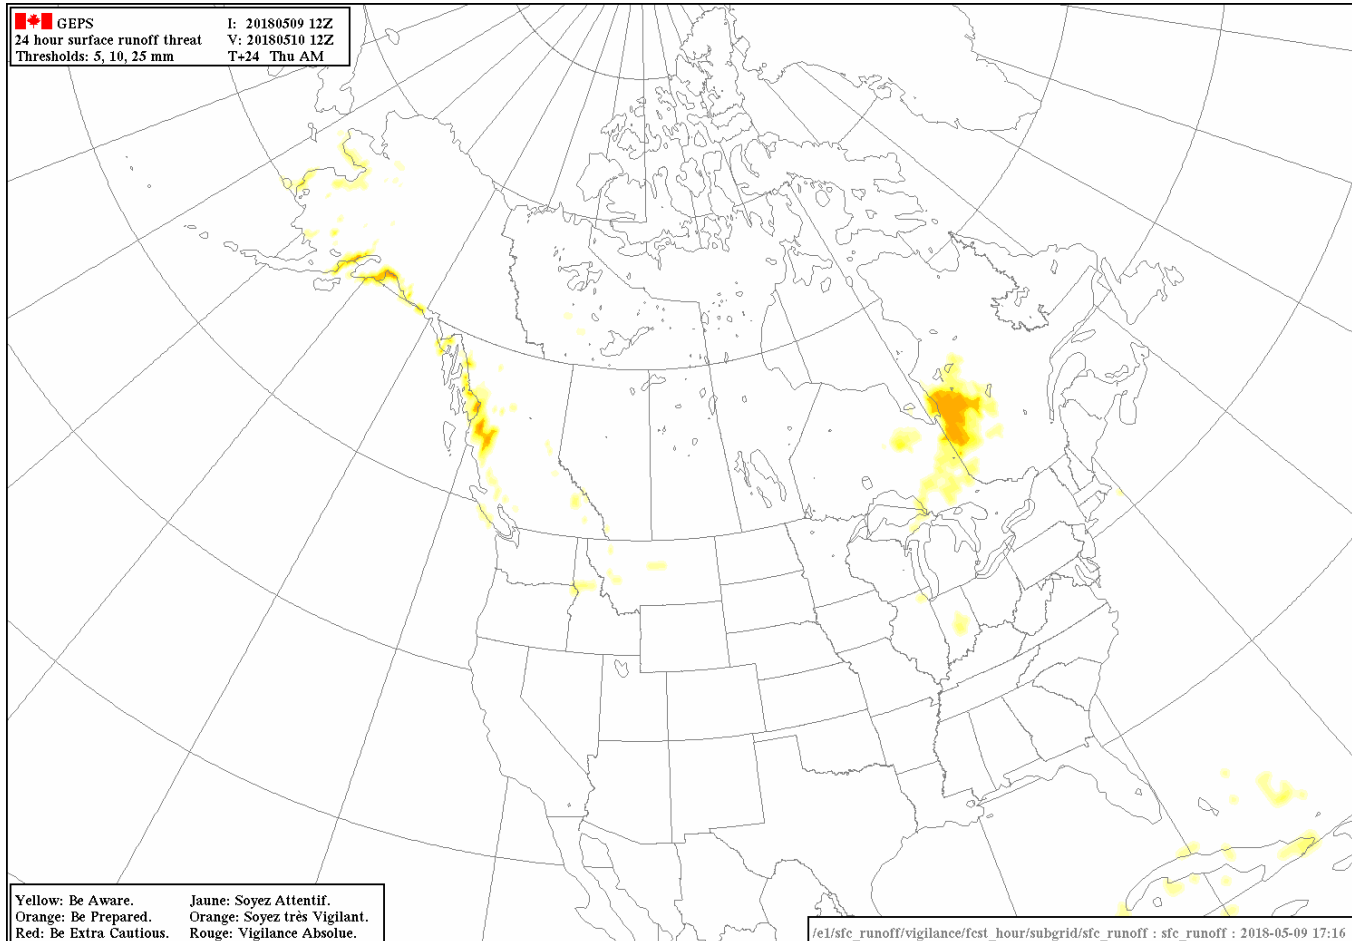 GEPS I: 20180509 12Z
24 hour surface runoff threat V: 20180510 12Z
Thresholds: 5, 10, 25 mm T+24 Thu AM
Yellow: Be Aware. Jaune: Soyez Attentif.
Orange: Be Prepared. Orange: Soyez très Vigilant.
Red: Be Extra Cautious. Rouge: Vigilance Absolue.
/e1/sfc_runoff/vigilance/fcst_hour/subgrid/sfc_runoff : sfc_runoff : 2018-05-09 17:16